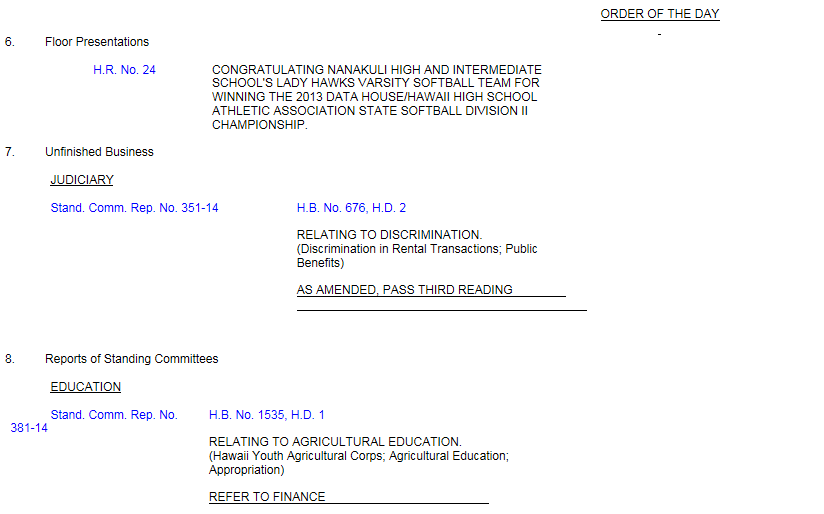 ORDER OF THE DAY
-
6. Floor Presentations
H.R. No. 24 CONGRATULATING NANAKULI HIGH AND INTERMEDIATE
SCHOOL'S LADY HAWKS VARSITY SOFTBALL TEAM FOR
WINNING THE 2013 DATA HOUSE/HAWAII HIGH SCHOOL
ATHLETIC ASSOCIATION STATE SOFTBALL DIVISION II
CHAMPIONSHIP.
7. Unfinished Business
JUDICIARY
Stand. Comm. Rep. No. 351-14 H.B. No. 676, H.D. 2
RELATING TO DISCRIMINATION.
(Discrimination in Rental Transactions; Public
Benefits)
AS AMENDED, PASS THIRD READING
8. Reports of Standing Committees
EDUCATION
Stand. Comm. Rep. No. H.B. No. 1535, H.D. 1
381-14
RELATING TO AGRICULTURAL EDUCATION.
(Hawaii Youth Agricultural Corps; Agricultural Education;
Appropriation)
REFER TO FINANCE